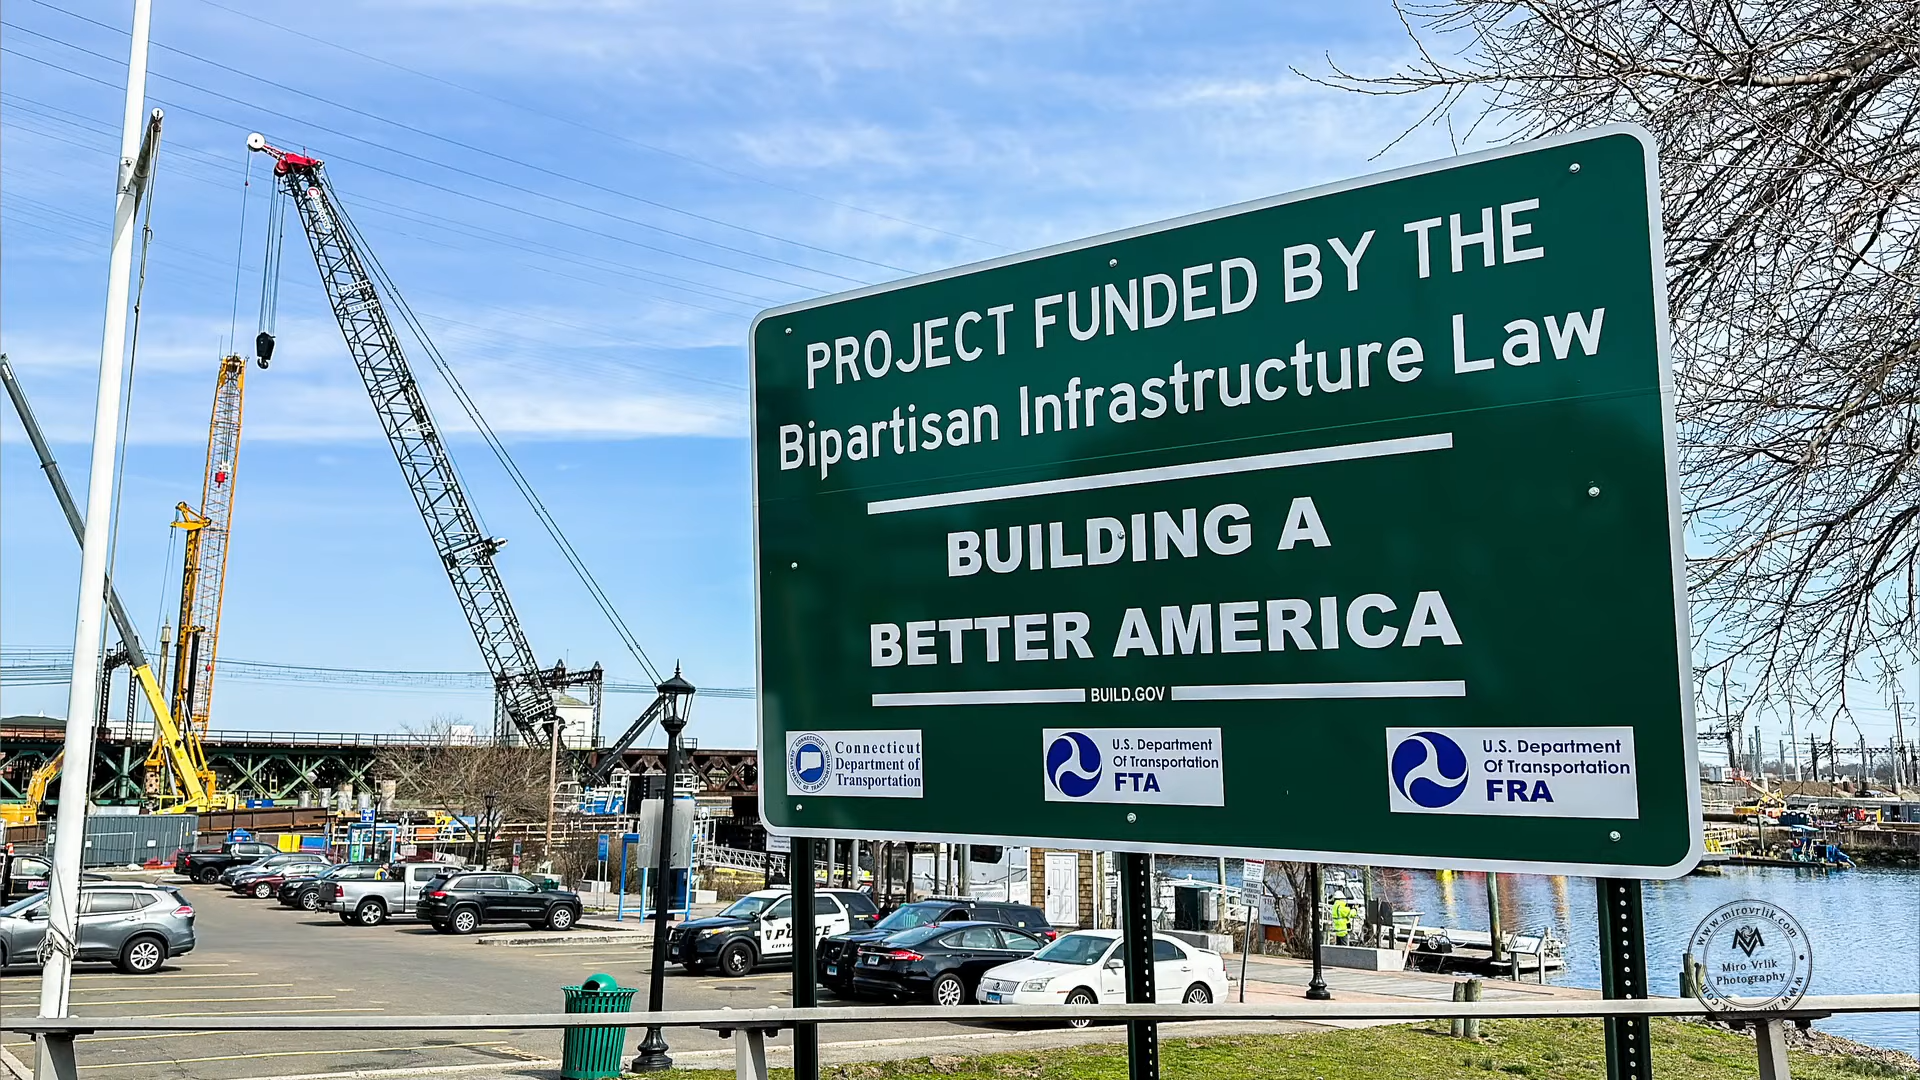 PROJECT FUNDED BY THE
Bipartisan Infrastructure Law
BUILDING A
BETTER AMERICA
BUILD.GOV
Connecticut
Department of
Transportation
U.S. Department
Of Transportation
FTA
U.S. Department
Of Transportation
FRA
POLICE
www.mirovrlik.com
Miro Vrlik
Photography